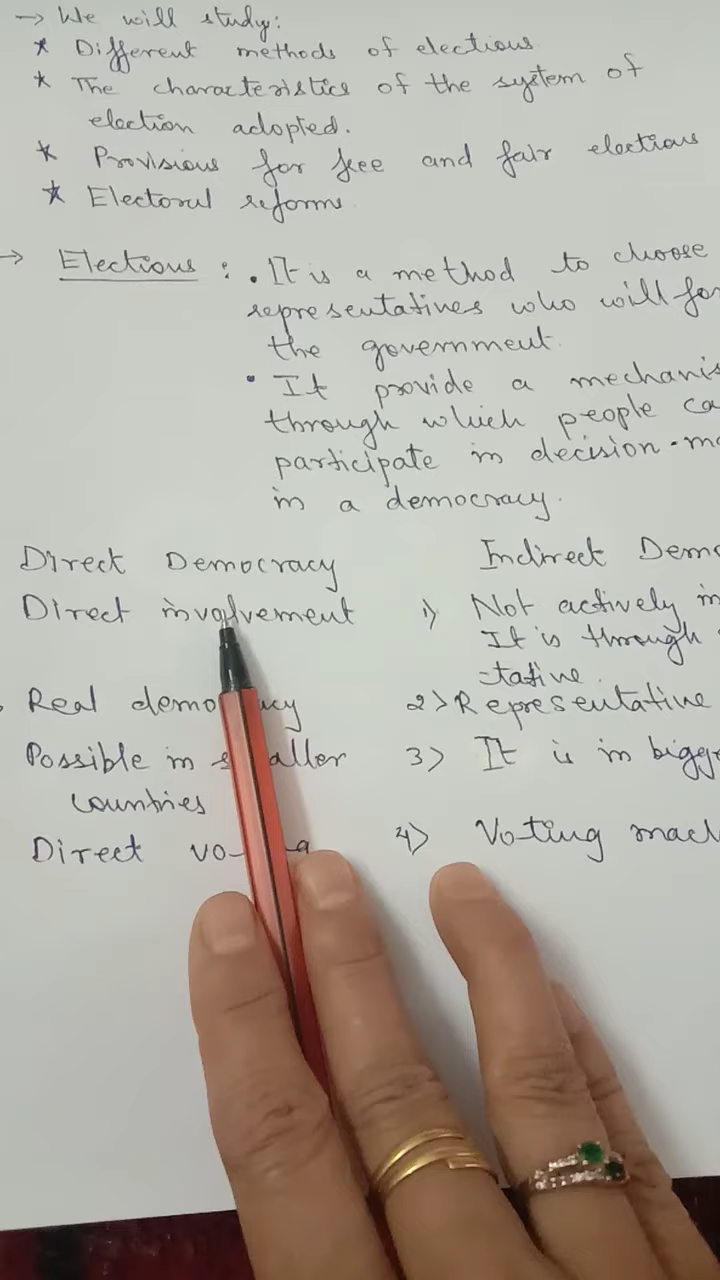 → We will study:
* Different methods of elections
* The characteristics of the system of
election adopted.
* Provisions for free and fair elections
* Electoral reforms
→ Elections : • It is a method to choose
representatives who will
the government.
• It provide a
through which people
participate in decision-
in a democracy.
Direct Democracy
Direct involvement
Real
Possible in
countries
Direct
Indirect
1) Not actively
It is through
-tative.
2> Representative
3> It is in
4> Voting